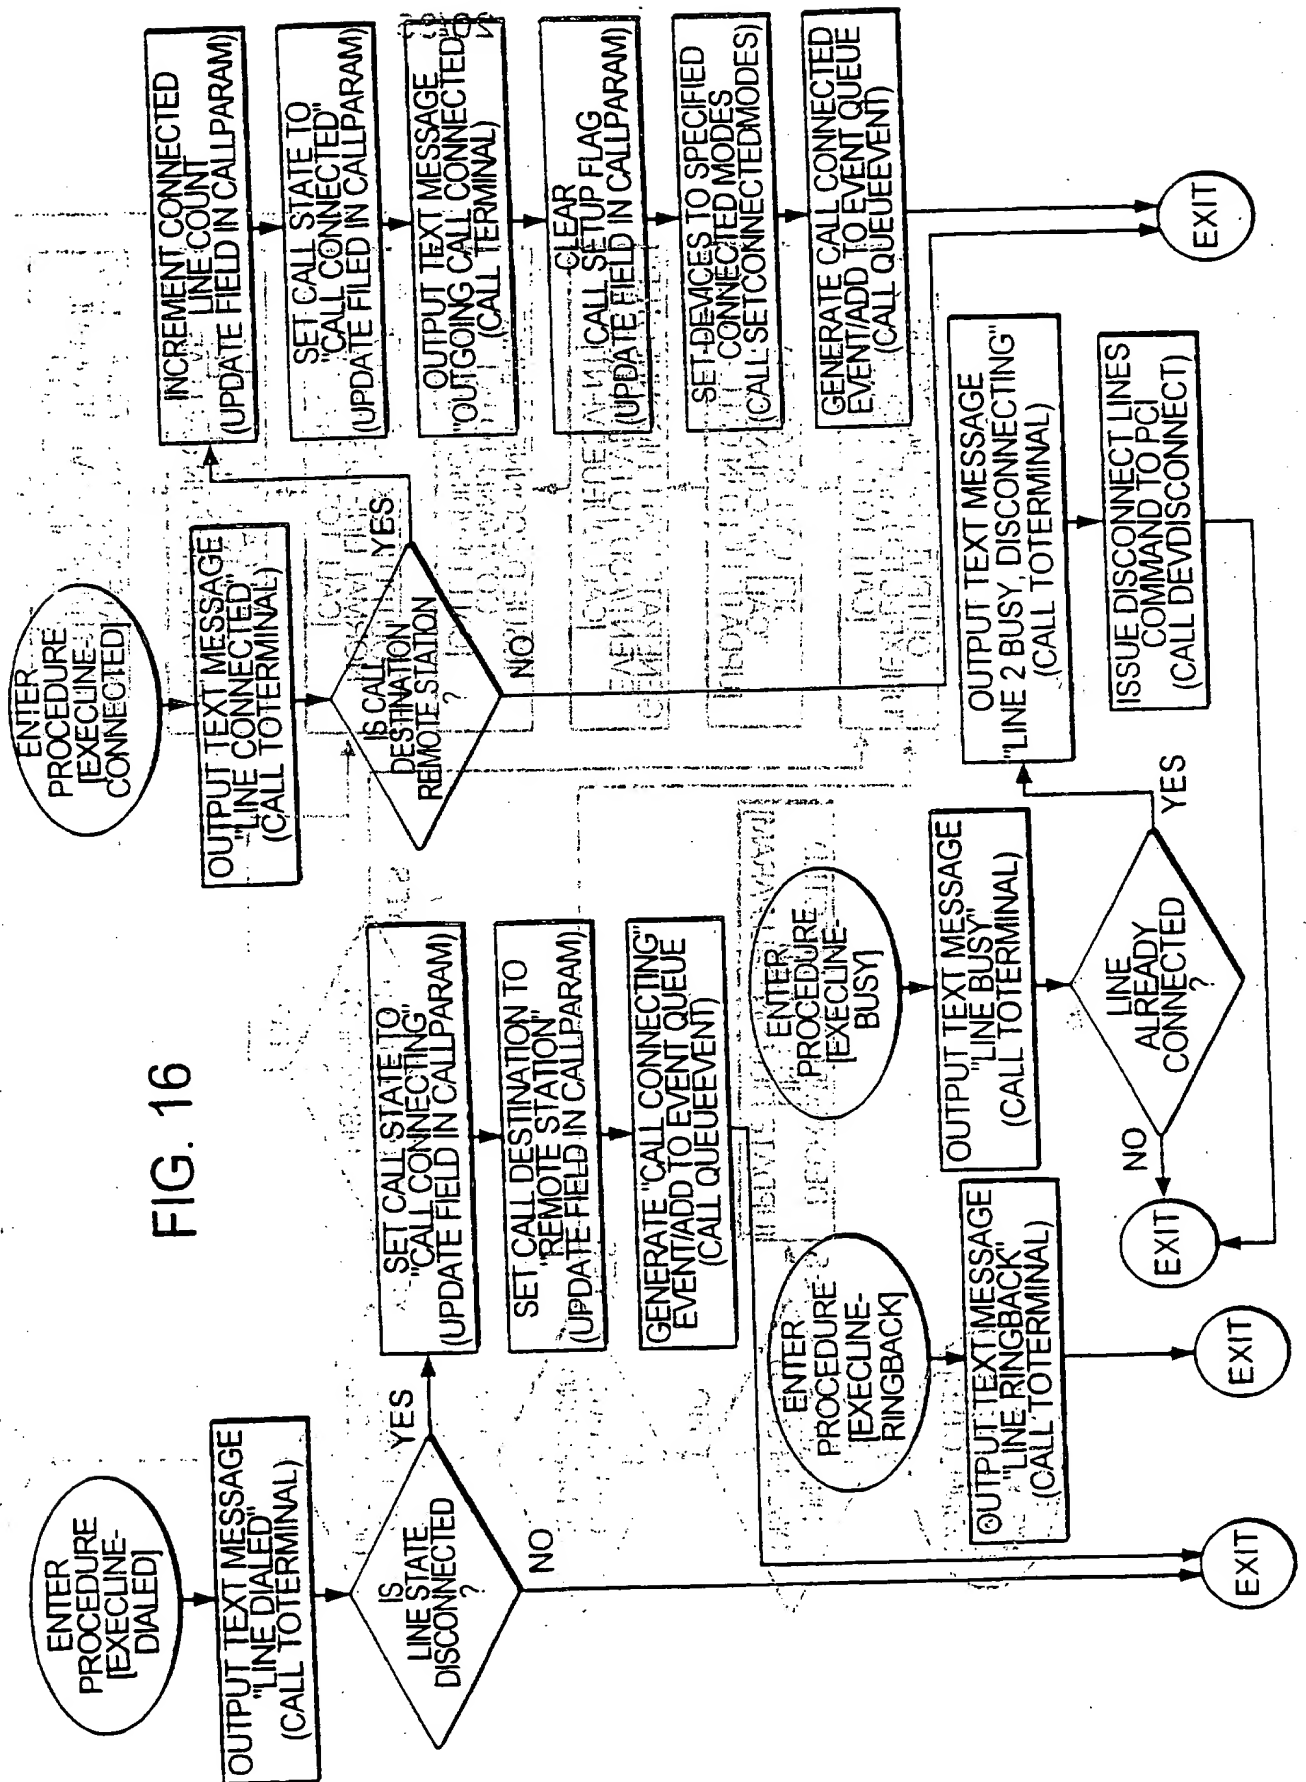 FIG. 16
ENTER
PROCEDURE
[EXECLINE-
DIALED]
OUTPUT TEXT MESSAGE
"LINE DIALED"
(CALL TOTERMINAL)
IS
LINE STATE
DISCONNECTED
?
YES
NO
SET CALL STATE TO
"CALL CONNECTING"
(UPDATE FIELD IN CALLPARAM)
SET CALL DESTINATION TO
"REMOTE STATION"
(UPDATE FIELD IN CALLPARAM)
GENERATE "CALL CONNECTING"
EVENT/ADD TO EVENT QUEUE
(CALL QUEUEEVENT)
EXIT
ENTER
PROCEDURE
[EXECLINE-
RINGBACK]
OUTPUT TEXT MESSAGE
"LINE RINGBACK"
(CALL TOTERMINAL)
EXIT
ENTER
PROCEDURE
[EXECLINE-
CONNECTED]
OUTPUT TEXT MESSAGE
"LINE CONNECTED"
(CALL TOTERMINAL)
IS CALL
DESTINATION
REMOTE STATION
?
YES
NO
INCREMENT CONNECTED
LINE COUNT
(UPDATE FIELD IN CALLPARAM)
SET CALL STATE TO
"CALL CONNECTED"
(UPDATE FILED IN CALLPARAM)
OUTPUT TEXT MESSAGE
"OUTGOING CALL CONNECTED"
(CALL TERMINAL)
CLEAR
CALL SETUP FLAG
(UPDATE FIELD IN CALLPARAM)
SET DEVICES TO SPECIFIED
CONNECTED MODES
(CALL SETCONNECTEDMODES)
GENERATE CALL CONNECTED
EVENT/ADD TO EVENT QUEUE
(CALL QUEUEEVENT)
EXIT
ENTER
PROCEDURE
[EXECLINE-
BUSY]
OUTPUT TEXT MESSAGE
"LINE BUSY"
(CALL TOTERMINAL)
LINE
ALREADY
CONNECTED
?
NO
YES
OUTPUT TEXT MESSAGE
"LINE 2 BUSY, DISCONNECTING"
(CALL TOTERMINAL)
ISSUE DISCONNECT LINES
COMMAND TO PCI
(CALL DEVDISCONNECT)
EXIT